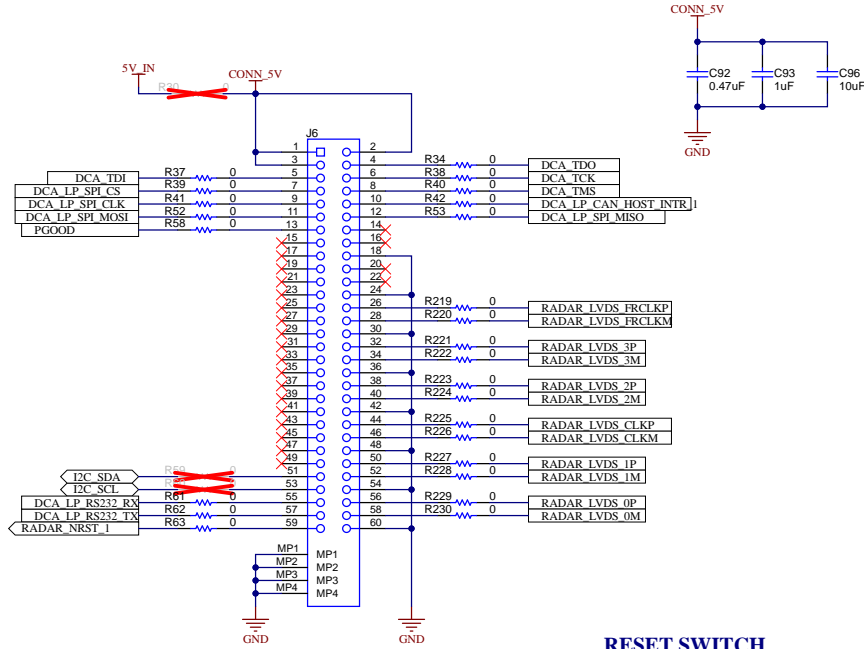 CONN_5V
C92
0.47uF
C93
1uF
C96
10uF
GND
5V_IN
R30 0
CONN_5V
J6
1 2
3 4 R34 0 DCA_TDO
DCA_TDI R37 0 5 6 R38 0 DCA_TCK
DCA_LP_SPI_CS R39 0 7 8 R40 0 DCA_TMS
DCA_LP_SPI_CLK R41 0 9 10 R42 0 DCA_LP_CAN_HOST_INTR_1
DCA_LP_SPI_MOSI R52 0 11 12 R53 0 DCA_LP_SPI_MISO
PGOOD R58 0 13 14
15 16
17 18
19 20
21 22
23 24
25 26 R219 0 RADAR_LVDS_FRCLKP
27 28 R220 0 RADAR_LVDS_FRCLKM
29 30
31 32 R221 0 RADAR_LVDS_3P
33 34 R222 0 RADAR_LVDS_3M
35 36
37 38 R223 0 RADAR_LVDS_2P
39 40 R224 0 RADAR_LVDS_2M
41 42
43 44 R225 0 RADAR_LVDS_CLKP
45 46 R226 0 RADAR_LVDS_CLKM
47 48
49 50 R227 0 RADAR_LVDS_1P
I2C_SDA R59 0 51 52 R228 0 RADAR_LVDS_1M
I2C_SCL 0 53 54
DCA_LP_RS232_RX R61 0 55 56 R229 0 RADAR_LVDS_0P
DCA_LP_RS232_TX R62 0 57 58 R230 0 RADAR_LVDS_0M
RADAR_NRST_1 R63 0 59 60
MP1 MP1
MP2 MP2
MP3 MP3
MP4 MP4
GND GND
RESET SWITCH